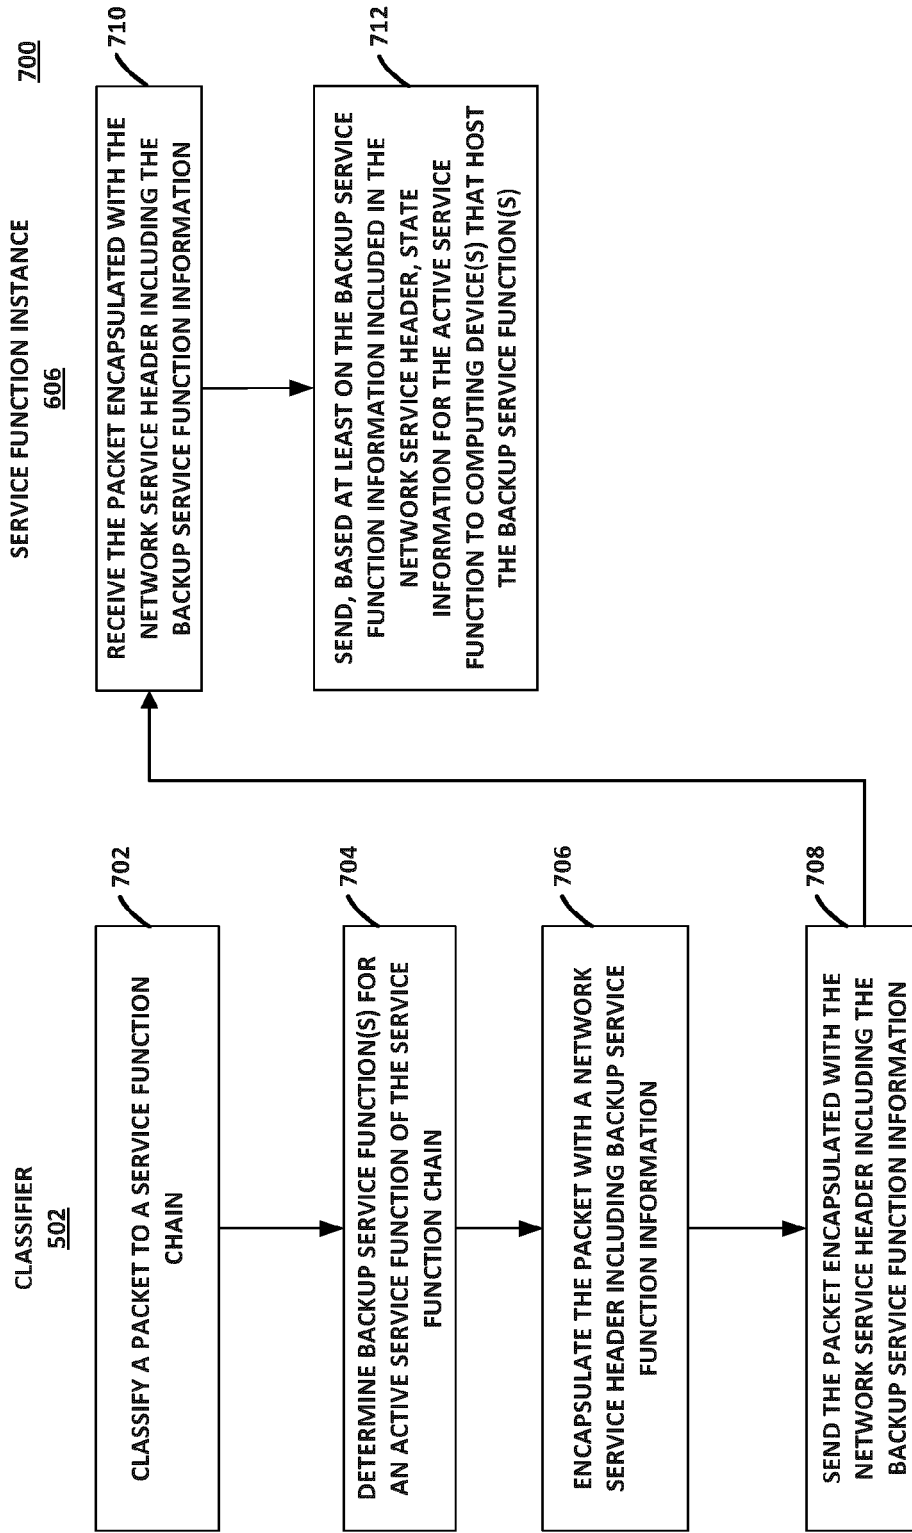 700
CLASSIFIER
502
702
CLASSIFY A PACKET TO A SERVICE FUNCTION
CHAIN
704
DETERMINE BACKUP SERVICE FUNCTION(S) FOR
AN ACTIVE SERVICE FUNCTION OF THE SERVICE
FUNCTION CHAIN
706
ENCAPSULATE THE PACKET WITH A NETWORK
SERVICE HEADER INCLUDING BACKUP SERVICE
FUNCTION INFORMATION
708
SEND THE PACKET ENCAPSULATED WITH THE
NETWORK SERVICE HEADER INCLUDING THE
BACKUP SERVICE FUNCTION INFORMATION
SERVICE FUNCTION INSTANCE
606
710
RECEIVE THE PACKET ENCAPSULATED WITH THE
NETWORK SERVICE HEADER INCLUDING THE
BACKUP SERVICE FUNCTION INFORMATION
712
SEND, BASED AT LEAST ON THE BACKUP SERVICE
FUNCTION INFORMATION INCLUDED IN THE
NETWORK SERVICE HEADER, STATE
INFORMATION FOR THE ACTIVE SERVICE
FUNCTION TO COMPUTING DEVICE(S) THAT HOST
THE BACKUP SERVICE FUNCTION(S)